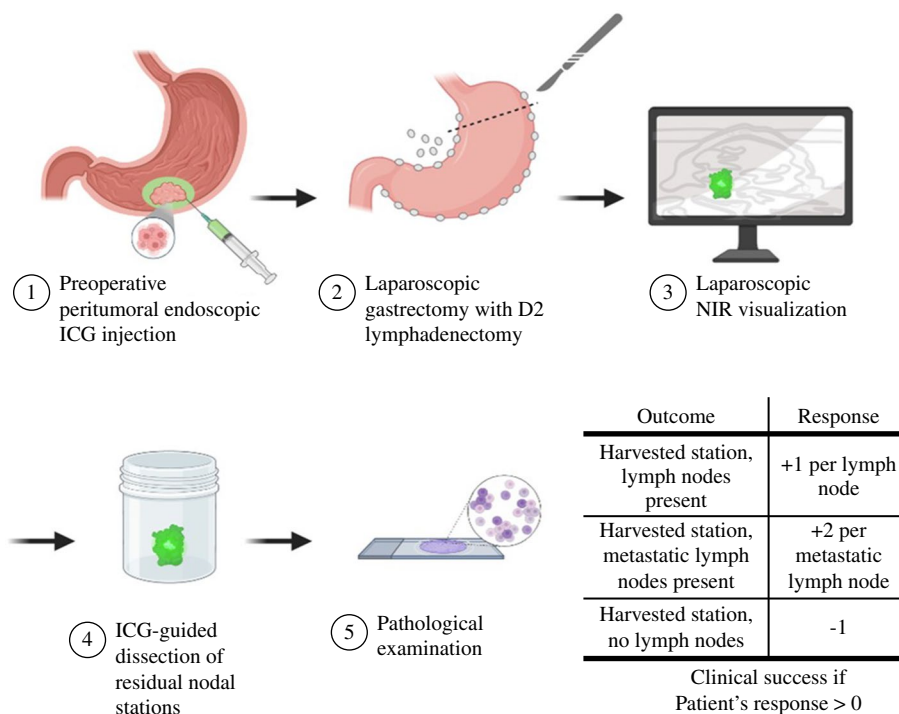 1 Preoperative
peritumoral endoscopic
ICG injection
2 Laparoscopic
gastrectomy with D2
lymphadenectomy
3 Laparoscopic
NIR visualization
4 ICG-guided
dissection of
residual nodal
stations
5 Pathological
examination
Outcome Response
Harvested station,
lymph nodes
present
+1 per lymph
node
Harvested station,
metastatic lymph
nodes present
+2 per
metastatic
lymph node
Harvested station,
no lymph nodes
-1
Clinical success if
Patient's response > 0